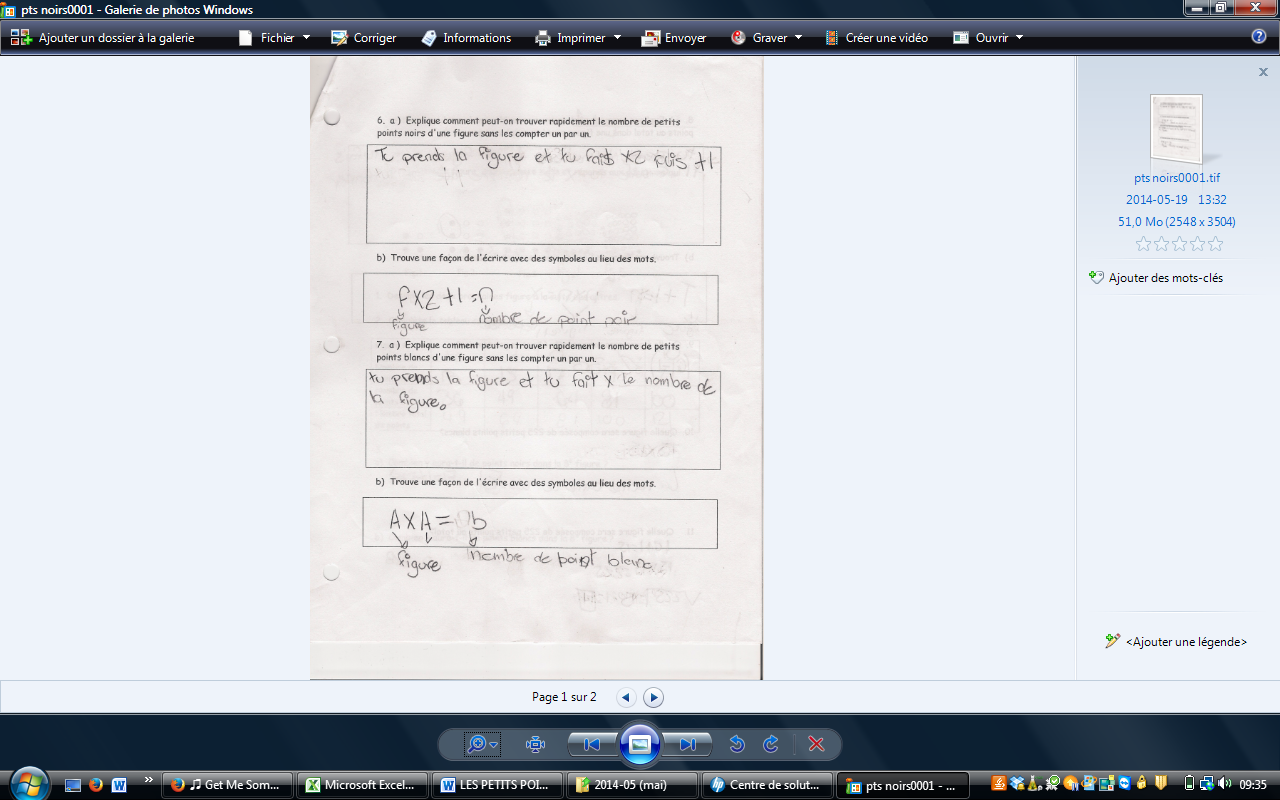 pts noirs0001 - Galerie de photos Windows
Ajouter un dossier à la galerie Fichier Corriger Informations Imprimer Envoyer Graver Créer une vidéo Ouvrir
6. a ) Explique comment peut-on trouver rapidement le nombre de petits
points noirs d'une figure sans les compter un par un.
Tu prends la figure et tu fais x2 puis +1
b) Trouve une façon de l'écrire avec des symboles au lieu des mots.
f x 2 + 1 = n
figure nombre de point noir
7. a ) Explique comment peut-on trouver rapidement le nombre de petits
points blancs d'une figure sans les compter un par un.
tu prends la figure et tu fait x le nombre de
la figure.
b) Trouve une façon de l'écrire avec des symboles au lieu des mots.
A x A = b
figure nombre de point blanc
pts noirs0001.tif
2014-05-19 13:32
51,0 Mo (2548 x 3504)
Ajouter des mots-clés
<Ajouter une légende>
Page 1 sur 2
Get Me Som... Microsoft Excel... LES PETITS POI... 2014-05 (mai) Centre de solut... pts noirs0001 - ... 09:35